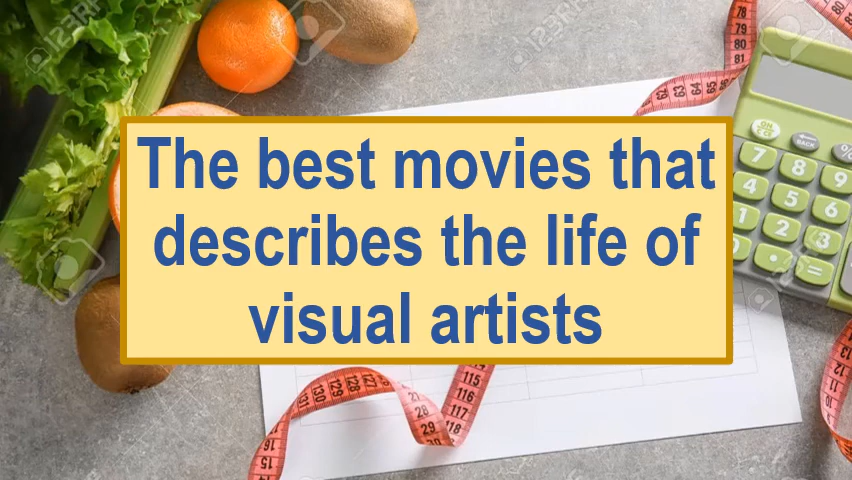 The best movies that
describes the life of
visual artists